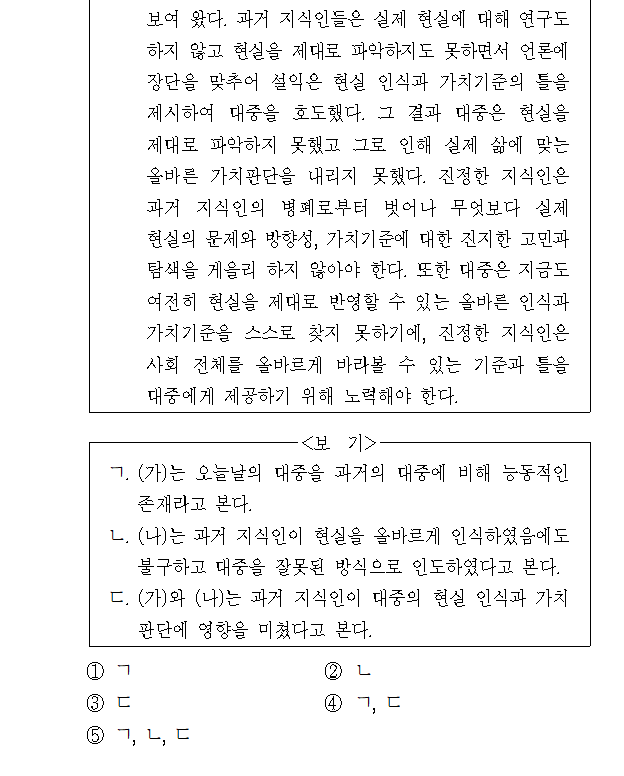 보여 왔다. 과거 지식인들은 실제 현실에 대해 연구도
하지 않고 현실을 제대로 파악하지도 못하면서 언론에
장단을 맞추어 설익은 현실 인식과 가치기준의 틀을
제시하여 대중을 호도했다. 그 결과 대중은 현실을
제대로 파악하지 못했고 그로 인해 실제 삶에 맞는
올바른 가치판단을 내리지 못했다. 진정한 지식인은
과거 지식인의 병폐로부터 벗어나 무엇보다 실제
현실의 문제와 방향성, 가치기준에 대한 진지한 고민과
탐색을 게을리 하지 않아야 한다. 또한 대중은 지금도
여전히 현실을 제대로 반영할 수 있는 올바른 인식과
가치기준을 스스로 찾지 못하기에, 진정한 지식인은
사회 전체를 올바르게 바라볼 수 있는 기준과 틀을
대중에게 제공하기 위해 노력해야 한다.
<보 기>
ㄱ. (가)는 오늘날의 대중을 과거의 대중에 비해 능동적인
존재라고 본다.
ㄴ. (나)는 과거 지식인이 현실을 올바르게 인식하였음에도
불구하고 대중을 잘못된 방식으로 인도하였다고 본다.
ㄷ. (가)와 (나)는 과거 지식인이 대중의 현실 인식과 가치
판단에 영향을 미쳤다고 본다.
① ㄱ ② ㄴ
③ ㄷ ④ ㄱ, ㄷ
⑤ ㄱ, ㄴ, ㄷ